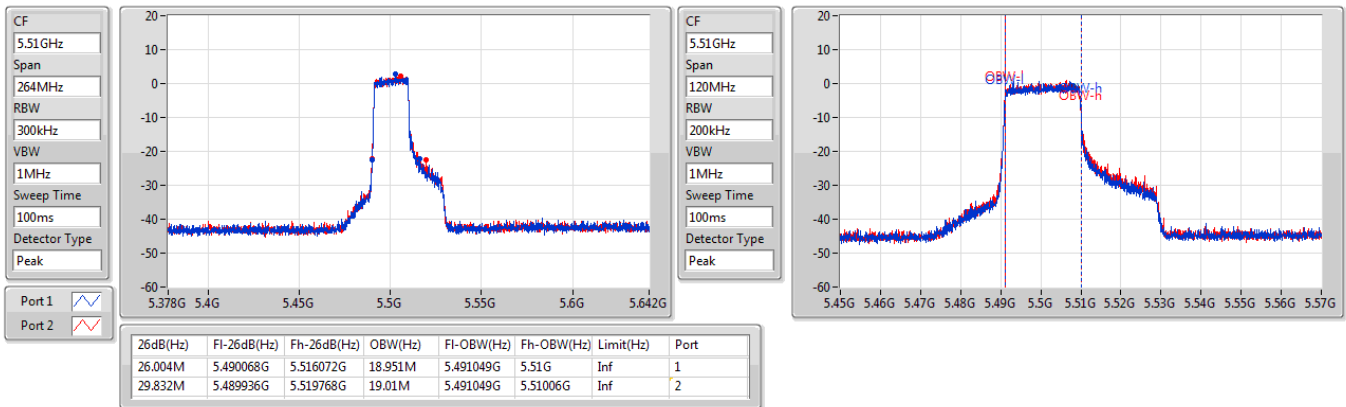 CF
5.51GHz
Span
264MHz
RBW
300kHz
VBW
1MHz
Sweep Time
100ms
Detector Type
Peak
Port 1
Port 2
20
10
0
-10
-20
-30
-40
-50
-60
5.378G 5.4G 5.45G 5.5G 5.55G 5.6G 5.642G
CF
5.51GHz
Span
120MHz
RBW
200kHz
VBW
1MHz
Sweep Time
100ms
Detector Type
Peak
20
10
0
-10
-20
-30
-40
-50
-60
OBW-l
OBW-h
5.45G 5.46G 5.47G 5.48G 5.49G 5.5G 5.51G 5.52G 5.53G 5.54G 5.55G 5.56G 5.57G
26dB(Hz) Fl-26dB(Hz) Fh-26dB(Hz) OBW(Hz) Fl-OBW(Hz) Fh-OBW(Hz) Limit(Hz) Port
26.004M 5.490068G 5.516072G 18.951M 5.491049G 5.51G Inf 1
29.832M 5.489936G 5.519768G 19.01M 5.491049G 5.51006G Inf 2